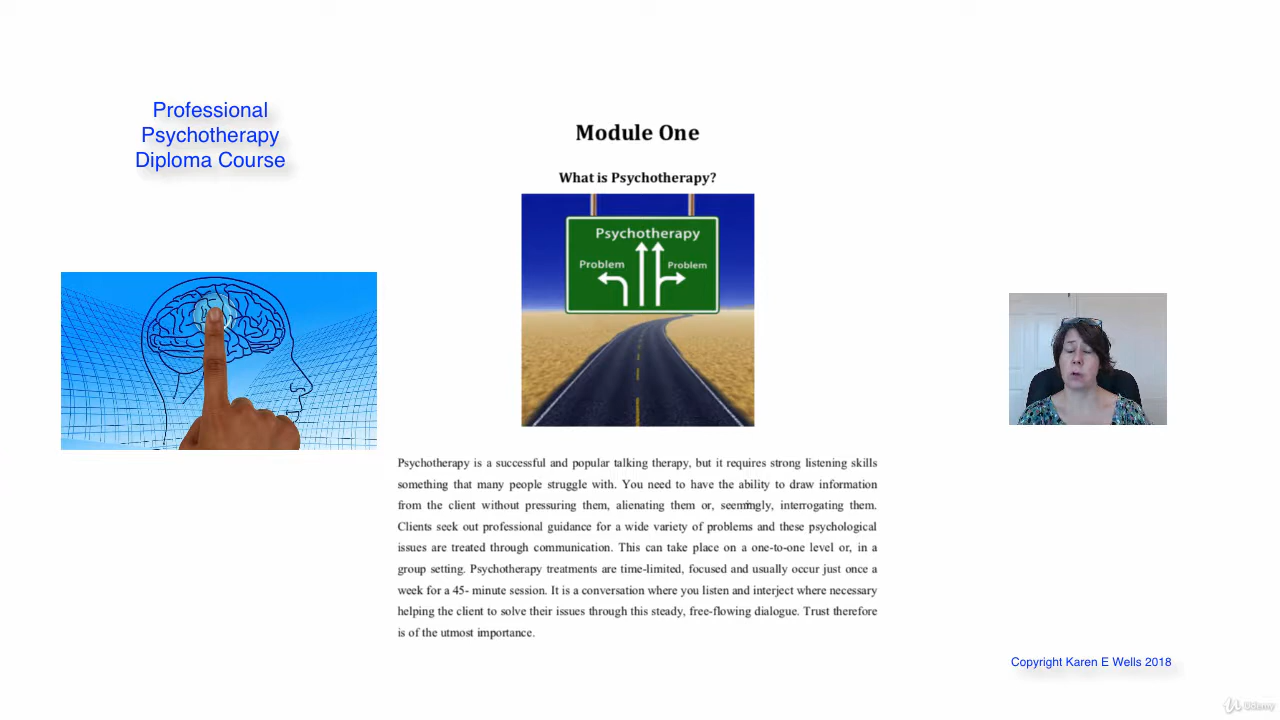 Professional
Psychotherapy
Diploma Course
Module One
What is Psychotherapy?
Psychotherapy
Problem
Problem
Psychotherapy is a successful and popular talking therapy, but it requires strong listening skills
something that many people struggle with. You need to have the ability to draw information
from the client without pressuring them, alienating them or, seemingly, interrogating them.
Clients seek out professional guidance for a wide variety of problems and these psychological
issues are treated through communication. This can take place on a one-to-one level or, in a
group setting. Psychotherapy treatments are time-limited, focused and usually occur just once a
week for a 45- minute session. It is a conversation where you listen and interject where necessary
helping the client to solve their issues through this steady, free-flowing dialogue. Trust therefore
is of the utmost importance.
Copyright Karen E Wells 2018
Udemy